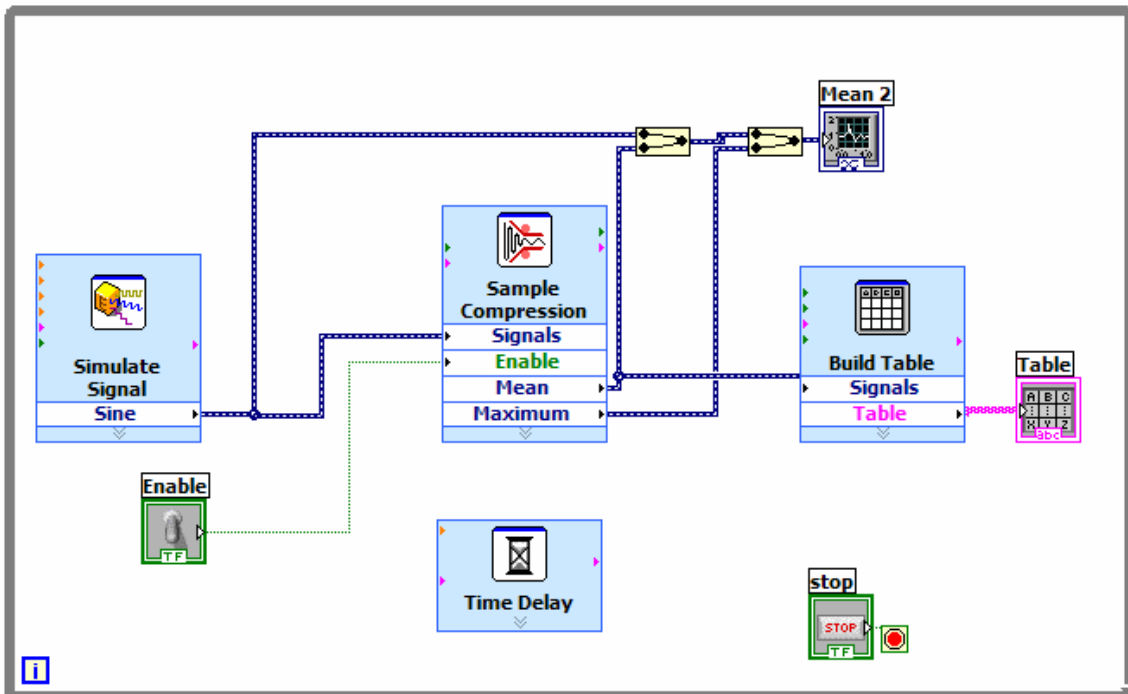 Mean 2
Sample
Compression
Signals
Enable
Mean
Maximum
Simulate
Signal
Sine
Build Table
Signals
Table
Table
A B C
X Y Z
abc
Enable
TF
Time Delay
stop
STOP
TF
i